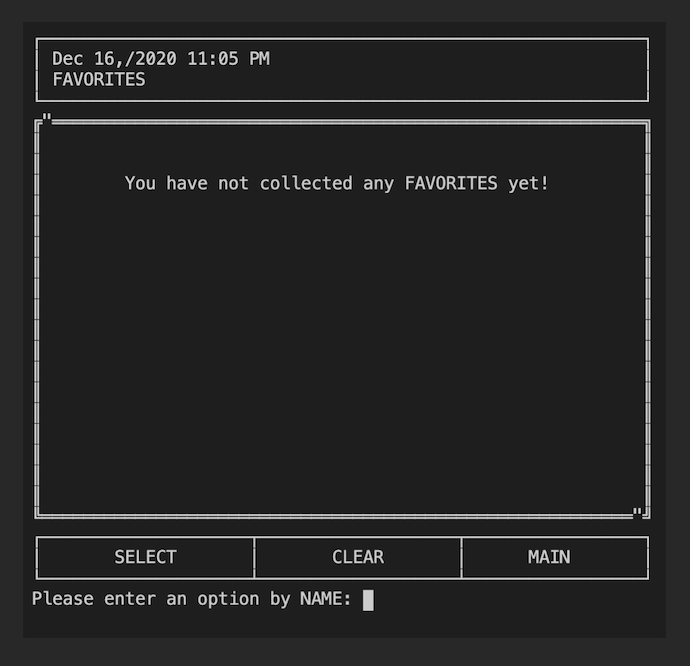 Dec 16,/2020 11:05 PM
FAVORITES
"
You have not collected any FAVORITES yet!
"
SELECT CLEAR MAIN
Please enter an option by NAME: